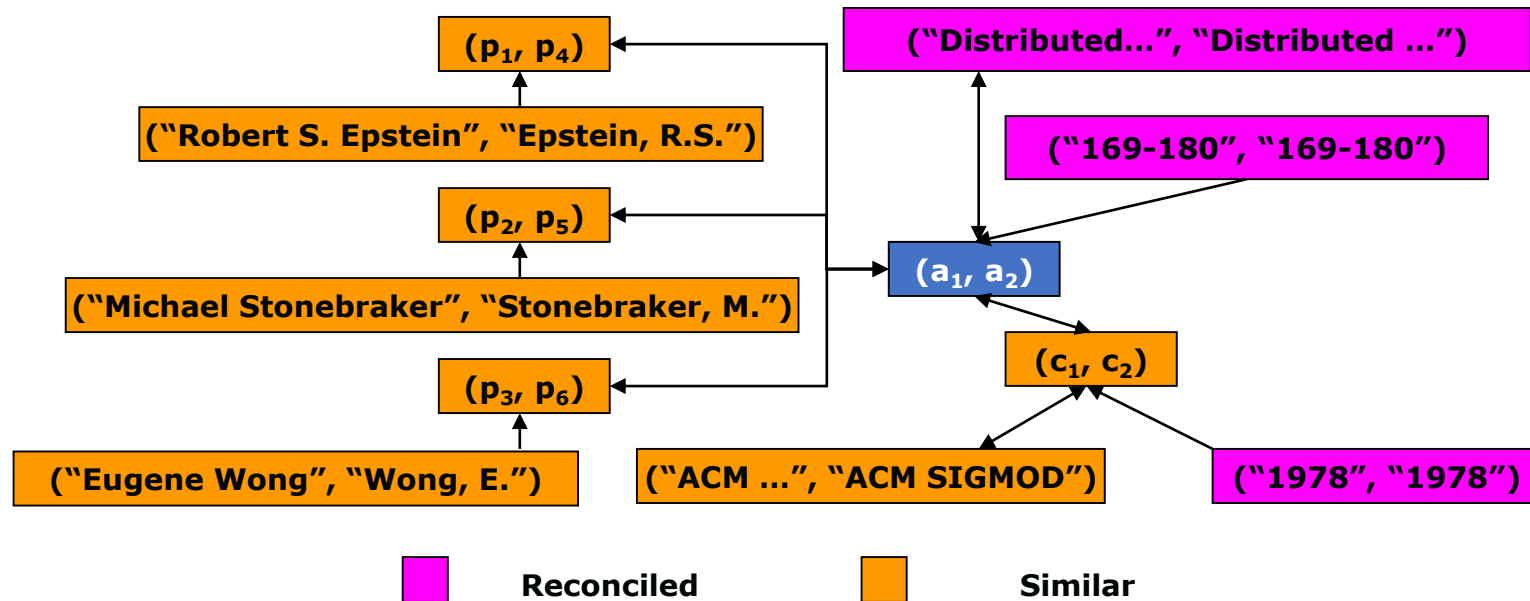 (p₁, p₄)
(“Distributed…”, “Distributed …”)
(“Robert S. Epstein”, “Epstein, R.S.”)
(“169-180”, “169-180”)
(p₂, p₅)
(a₁, a₂)
(“Michael Stonebraker”, “Stonebraker, M.”)
(c₁, c₂)
(p₃, p₆)
(“Eugene Wong”, “Wong, E.”)
(“ACM …”, “ACM SIGMOD”)
(“1978”, “1978”)
Reconciled
Similar